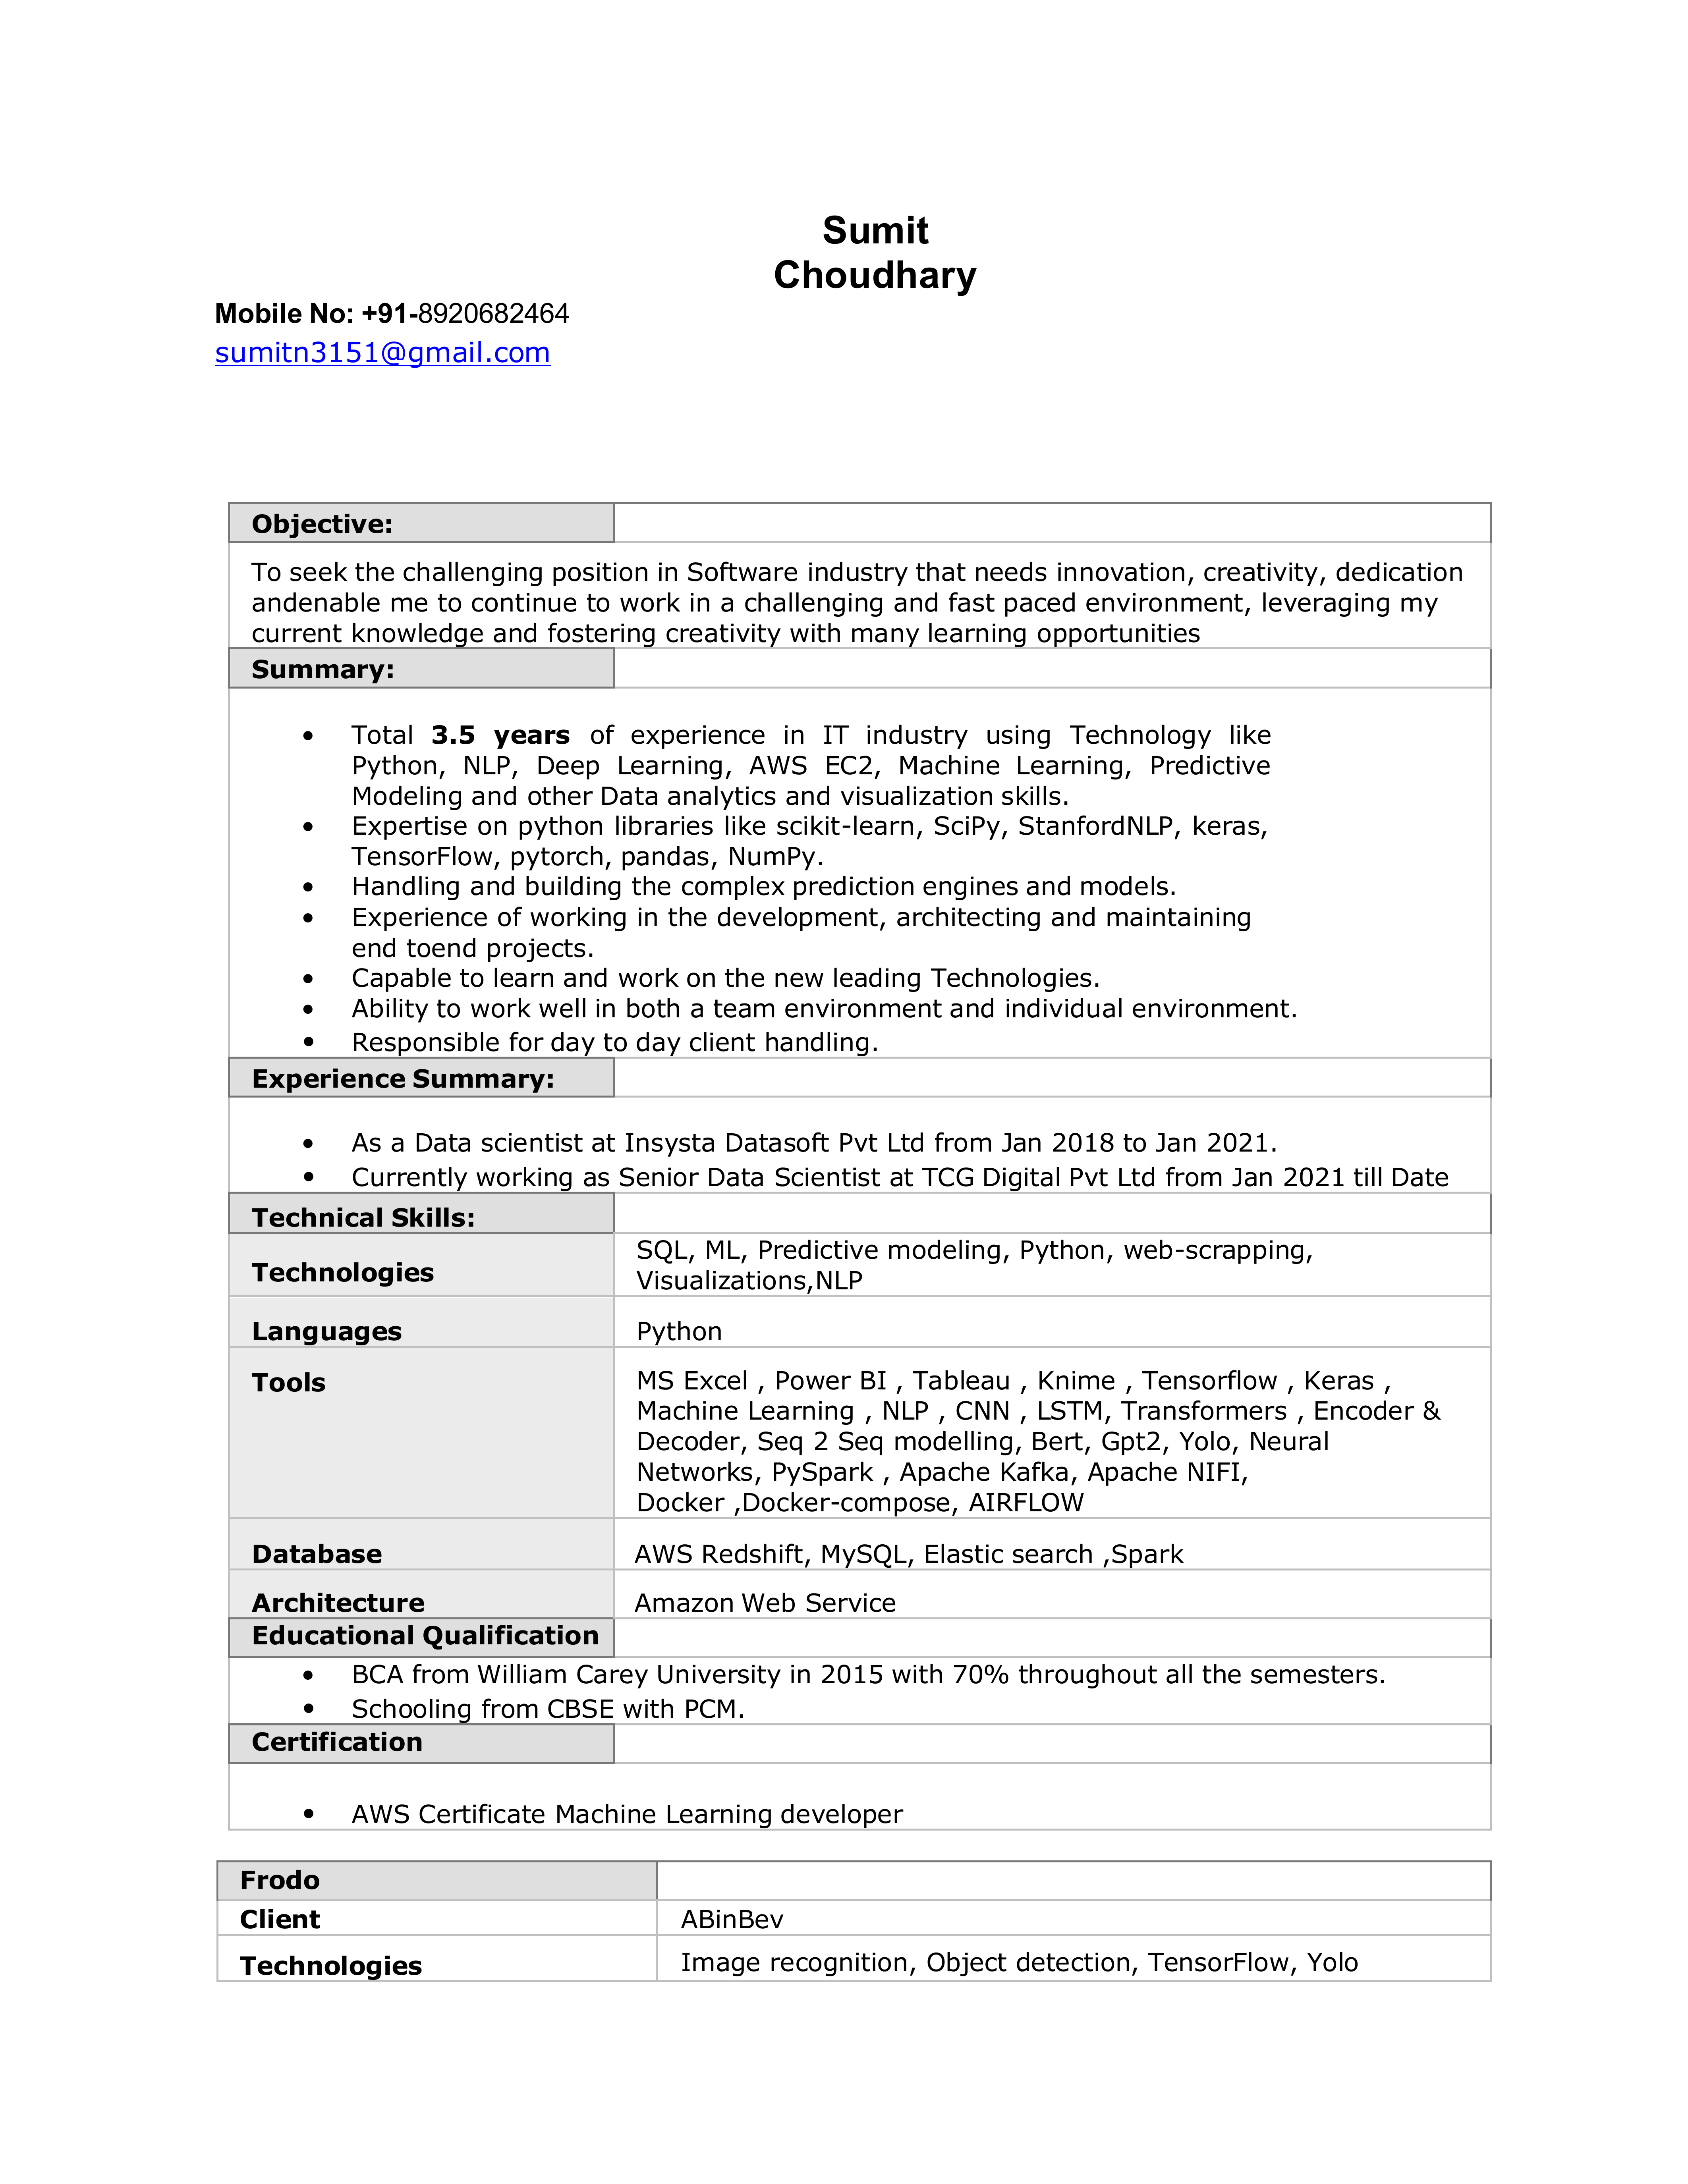 Sumit
Choudhary
Mobile No: +91-8920682464
sumitn3151@gmail.com
Objective:
To seek the challenging position in Software industry that needs innovation, creativity, dedication
andenable me to continue to work in a challenging and fast paced environment, leveraging my
current knowledge and fostering creativity with many learning opportunities
Summary:
• Total 3.5 years of experience in IT industry using Technology like
Python, NLP, Deep Learning, AWS EC2, Machine Learning, Predictive
Modeling and other Data analytics and visualization skills.
• Expertise on python libraries like scikit-learn, SciPy, StanfordNLP, keras,
TensorFlow, pytorch, pandas, NumPy.
• Handling and building the complex prediction engines and models.
• Experience of working in the development, architecting and maintaining
end toend projects.
• Capable to learn and work on the new leading Technologies.
• Ability to work well in both a team environment and individual environment.
• Responsible for day to day client handling.
Experience Summary:
• As a Data scientist at Insysta Datasoft Pvt Ltd from Jan 2018 to Jan 2021.
• Currently working as Senior Data Scientist at TCG Digital Pvt Ltd from Jan 2021 till Date
Technical Skills:
Technologies
SQL, ML, Predictive modeling, Python, web-scrapping,
Visualizations,NLP
Languages
Python
Tools
MS Excel , Power BI , Tableau , Knime , Tensorflow , Keras ,
Machine Learning , NLP , CNN , LSTM, Transformers , Encoder &
Decoder, Seq 2 Seq modelling, Bert, Gpt2, Yolo, Neural
Networks, PySpark , Apache Kafka, Apache NIFI,
Docker ,Docker-compose, AIRFLOW
Database
AWS Redshift, MySQL, Elastic search ,Spark
Architecture
Amazon Web Service
Educational Qualification
• BCA from William Carey University in 2015 with 70% throughout all the semesters.
• Schooling from CBSE with PCM.
Certification
• AWS Certificate Machine Learning developer
Frodo
Client
ABinBev
Technologies
Image recognition, Object detection, TensorFlow, Yolo